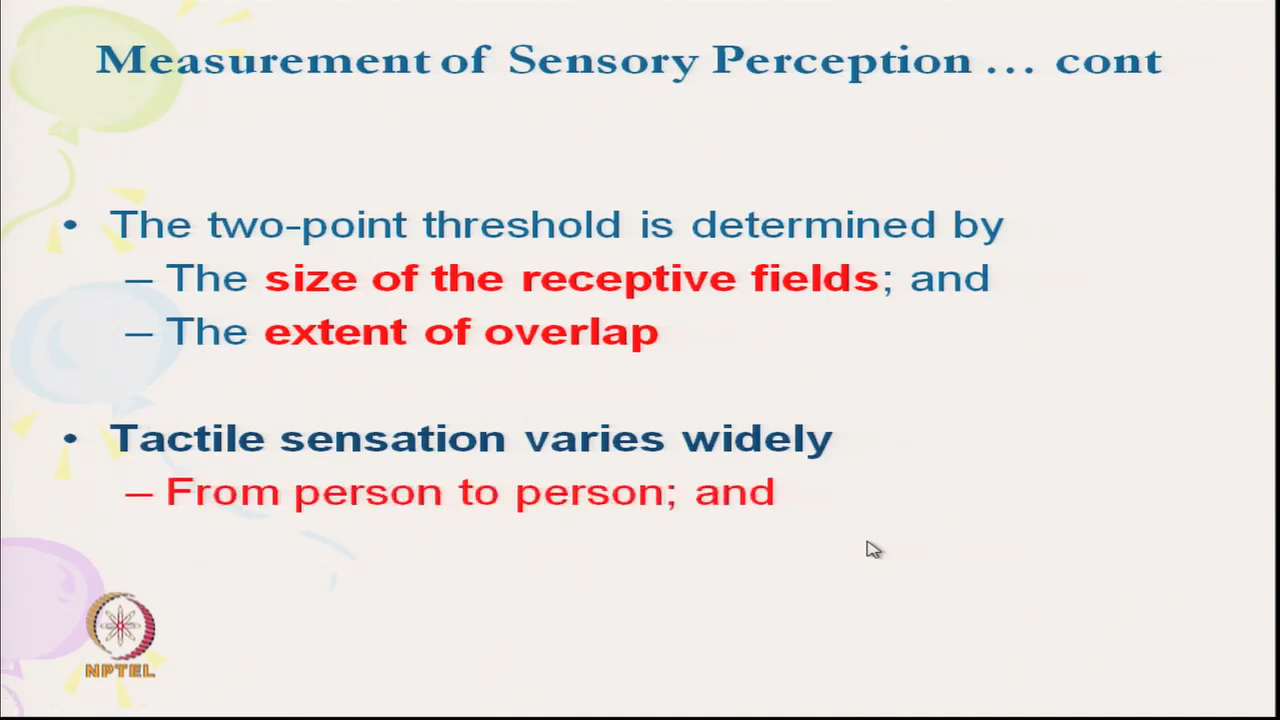 Measurement of Sensory Perception ... cont
• The two-point threshold is determined by
– The size of the receptive fields; and
– The extent of overlap
• Tactile sensation varies widely
– From person to person; and
NPTEL